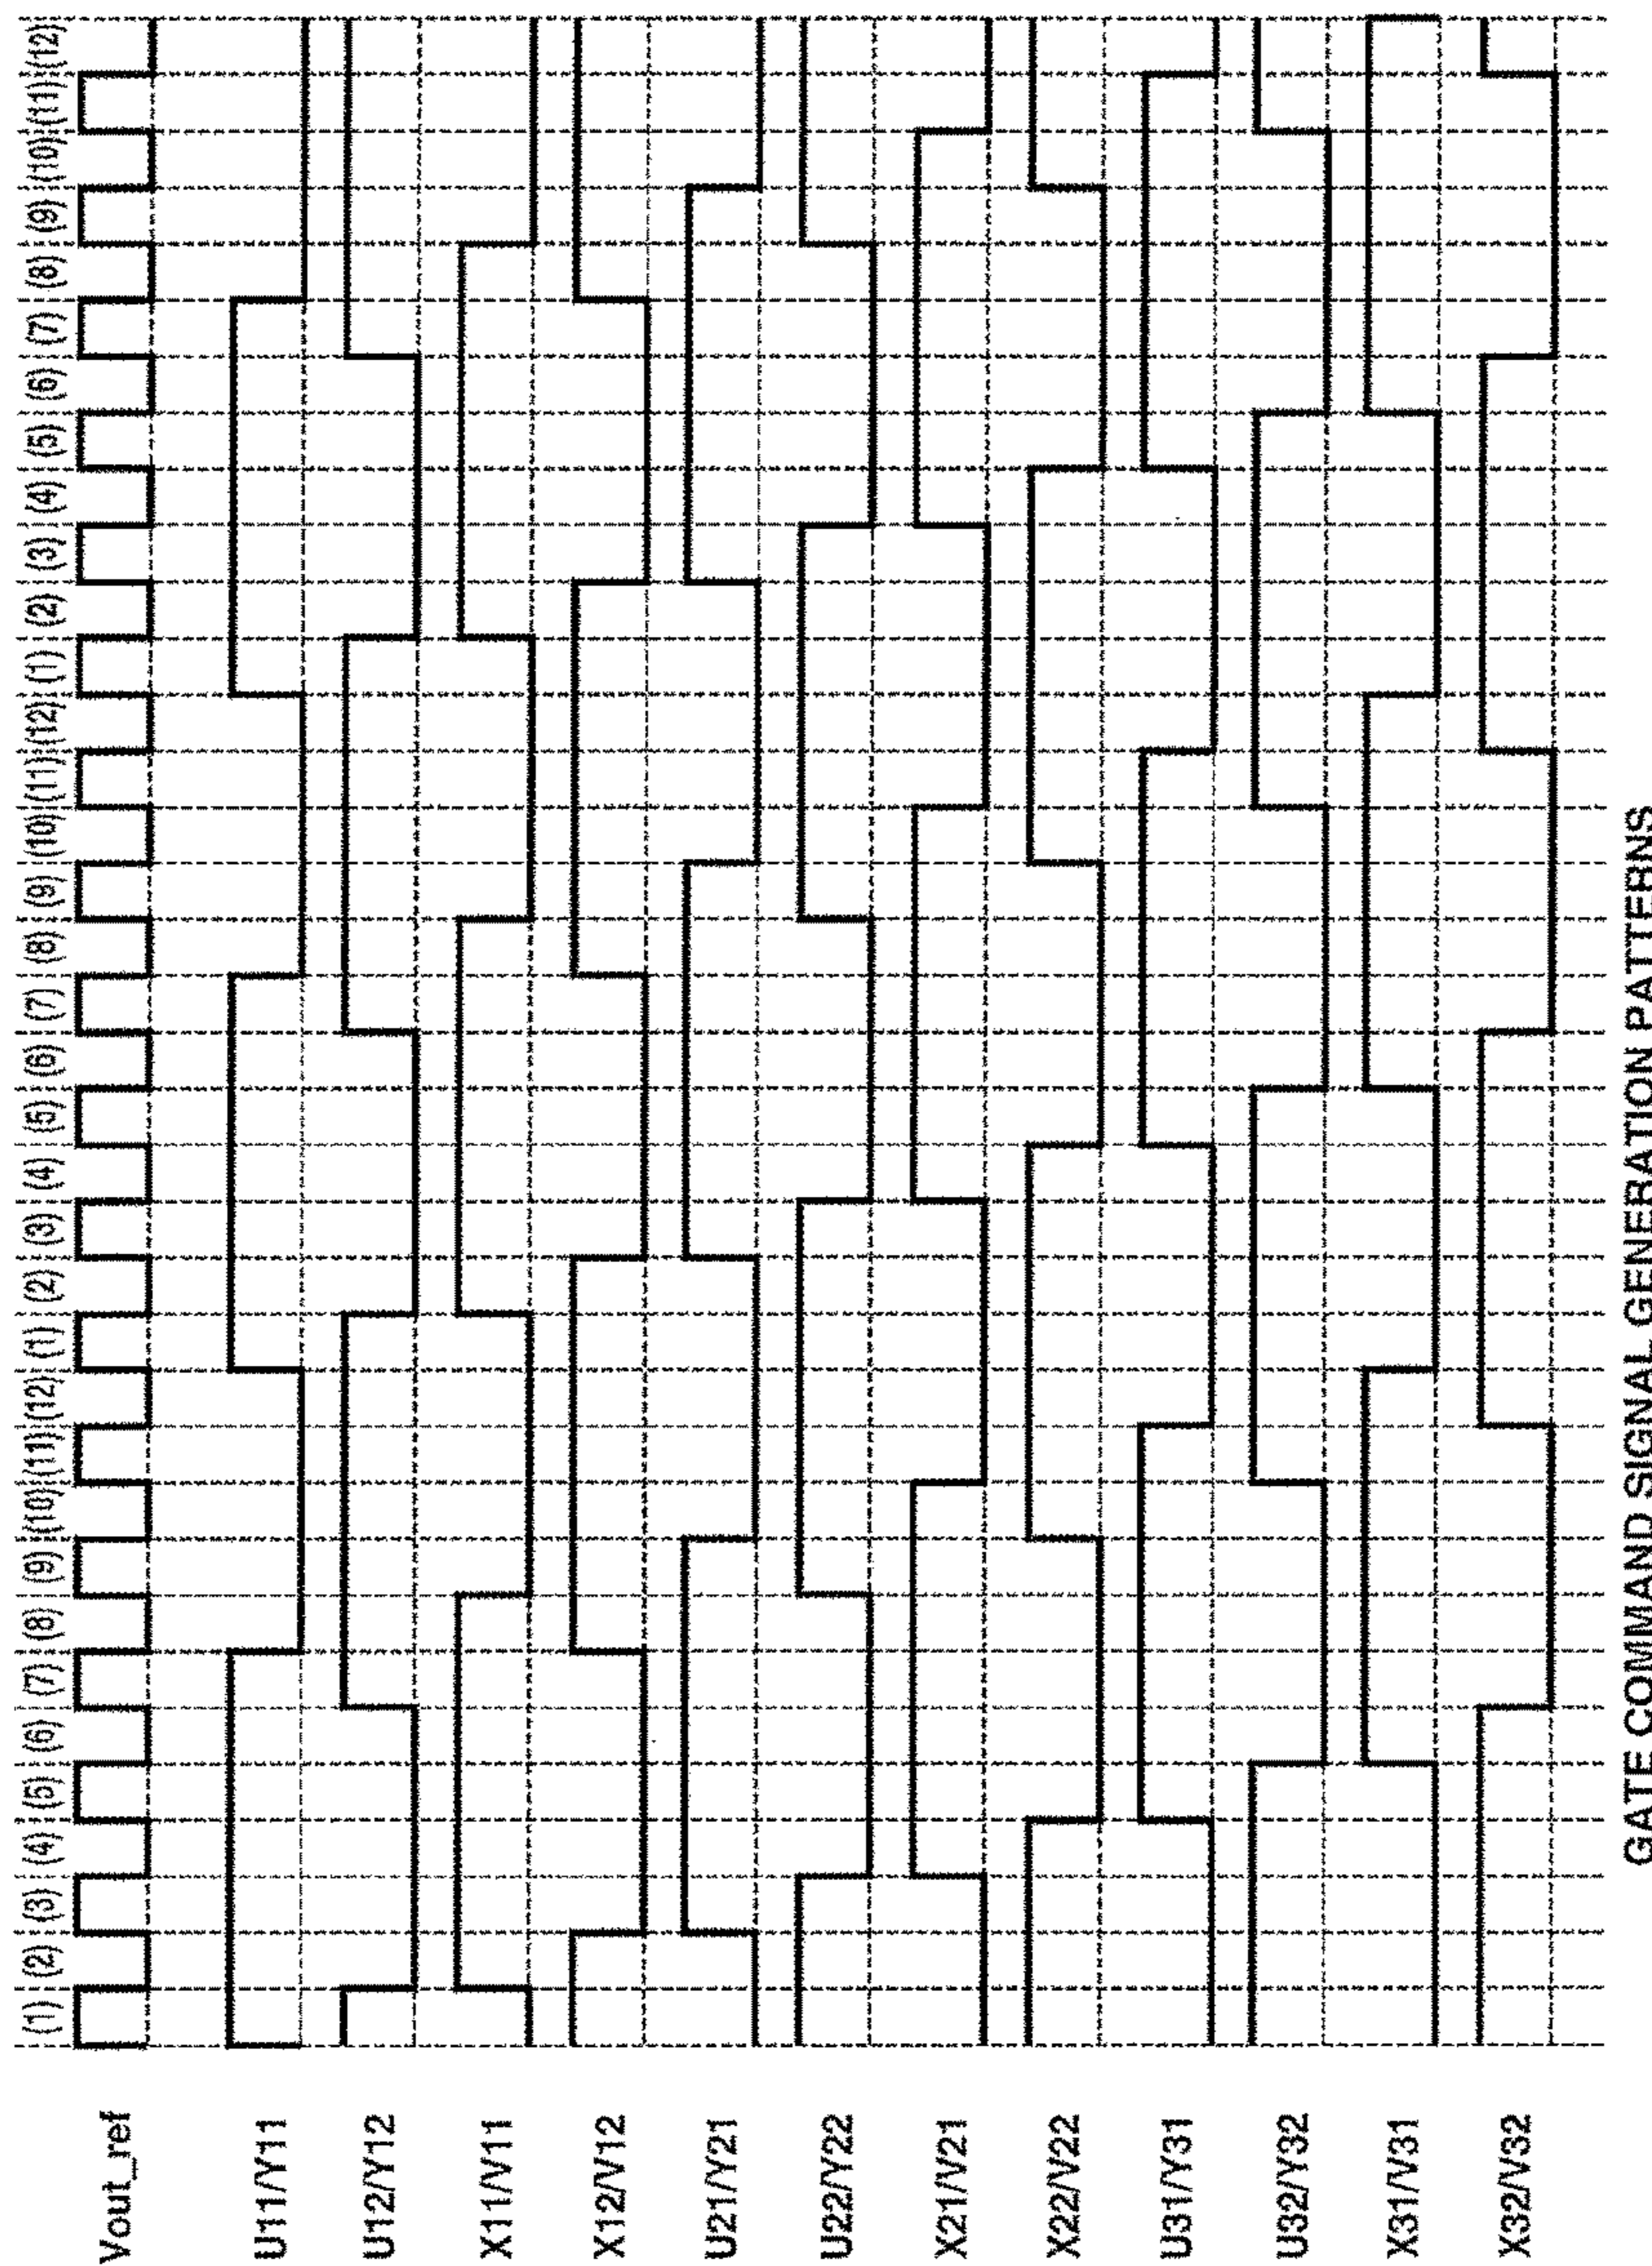 (1) (2) (3) (4) (5) (6) (7) (8) (9) (10) (11) (12) (1) (2) (3) (4) (5) (6) (7) (8) (9) (10) (11) (12) (1) (2) (3) (4) (5) (6) (7) (8) (9) (10) (11) (12)
Vout_ref
U11/Y11
U12/Y12
X11/V11
X12/V12
U21/Y21
U22/Y22
X21/V21
X22/V22
U31/Y31
U32/Y32
X31/V31
X32/V32
GATE COMMAND SIGNAL GENERATION PATTERNS